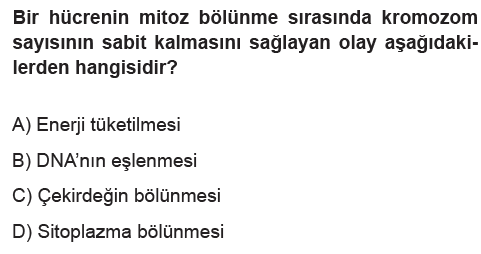 Bir hücrenin mitoz bölünme sırasında kromozom
sayısının sabit kalmasını sağlayan olay aşağıdaki-
lerden hangisidir?
A) Enerji tüketilmesi
B) DNA’nın eşlenmesi
C) Çekirdeğin bölünmesi
D) Sitoplazma bölünmesi